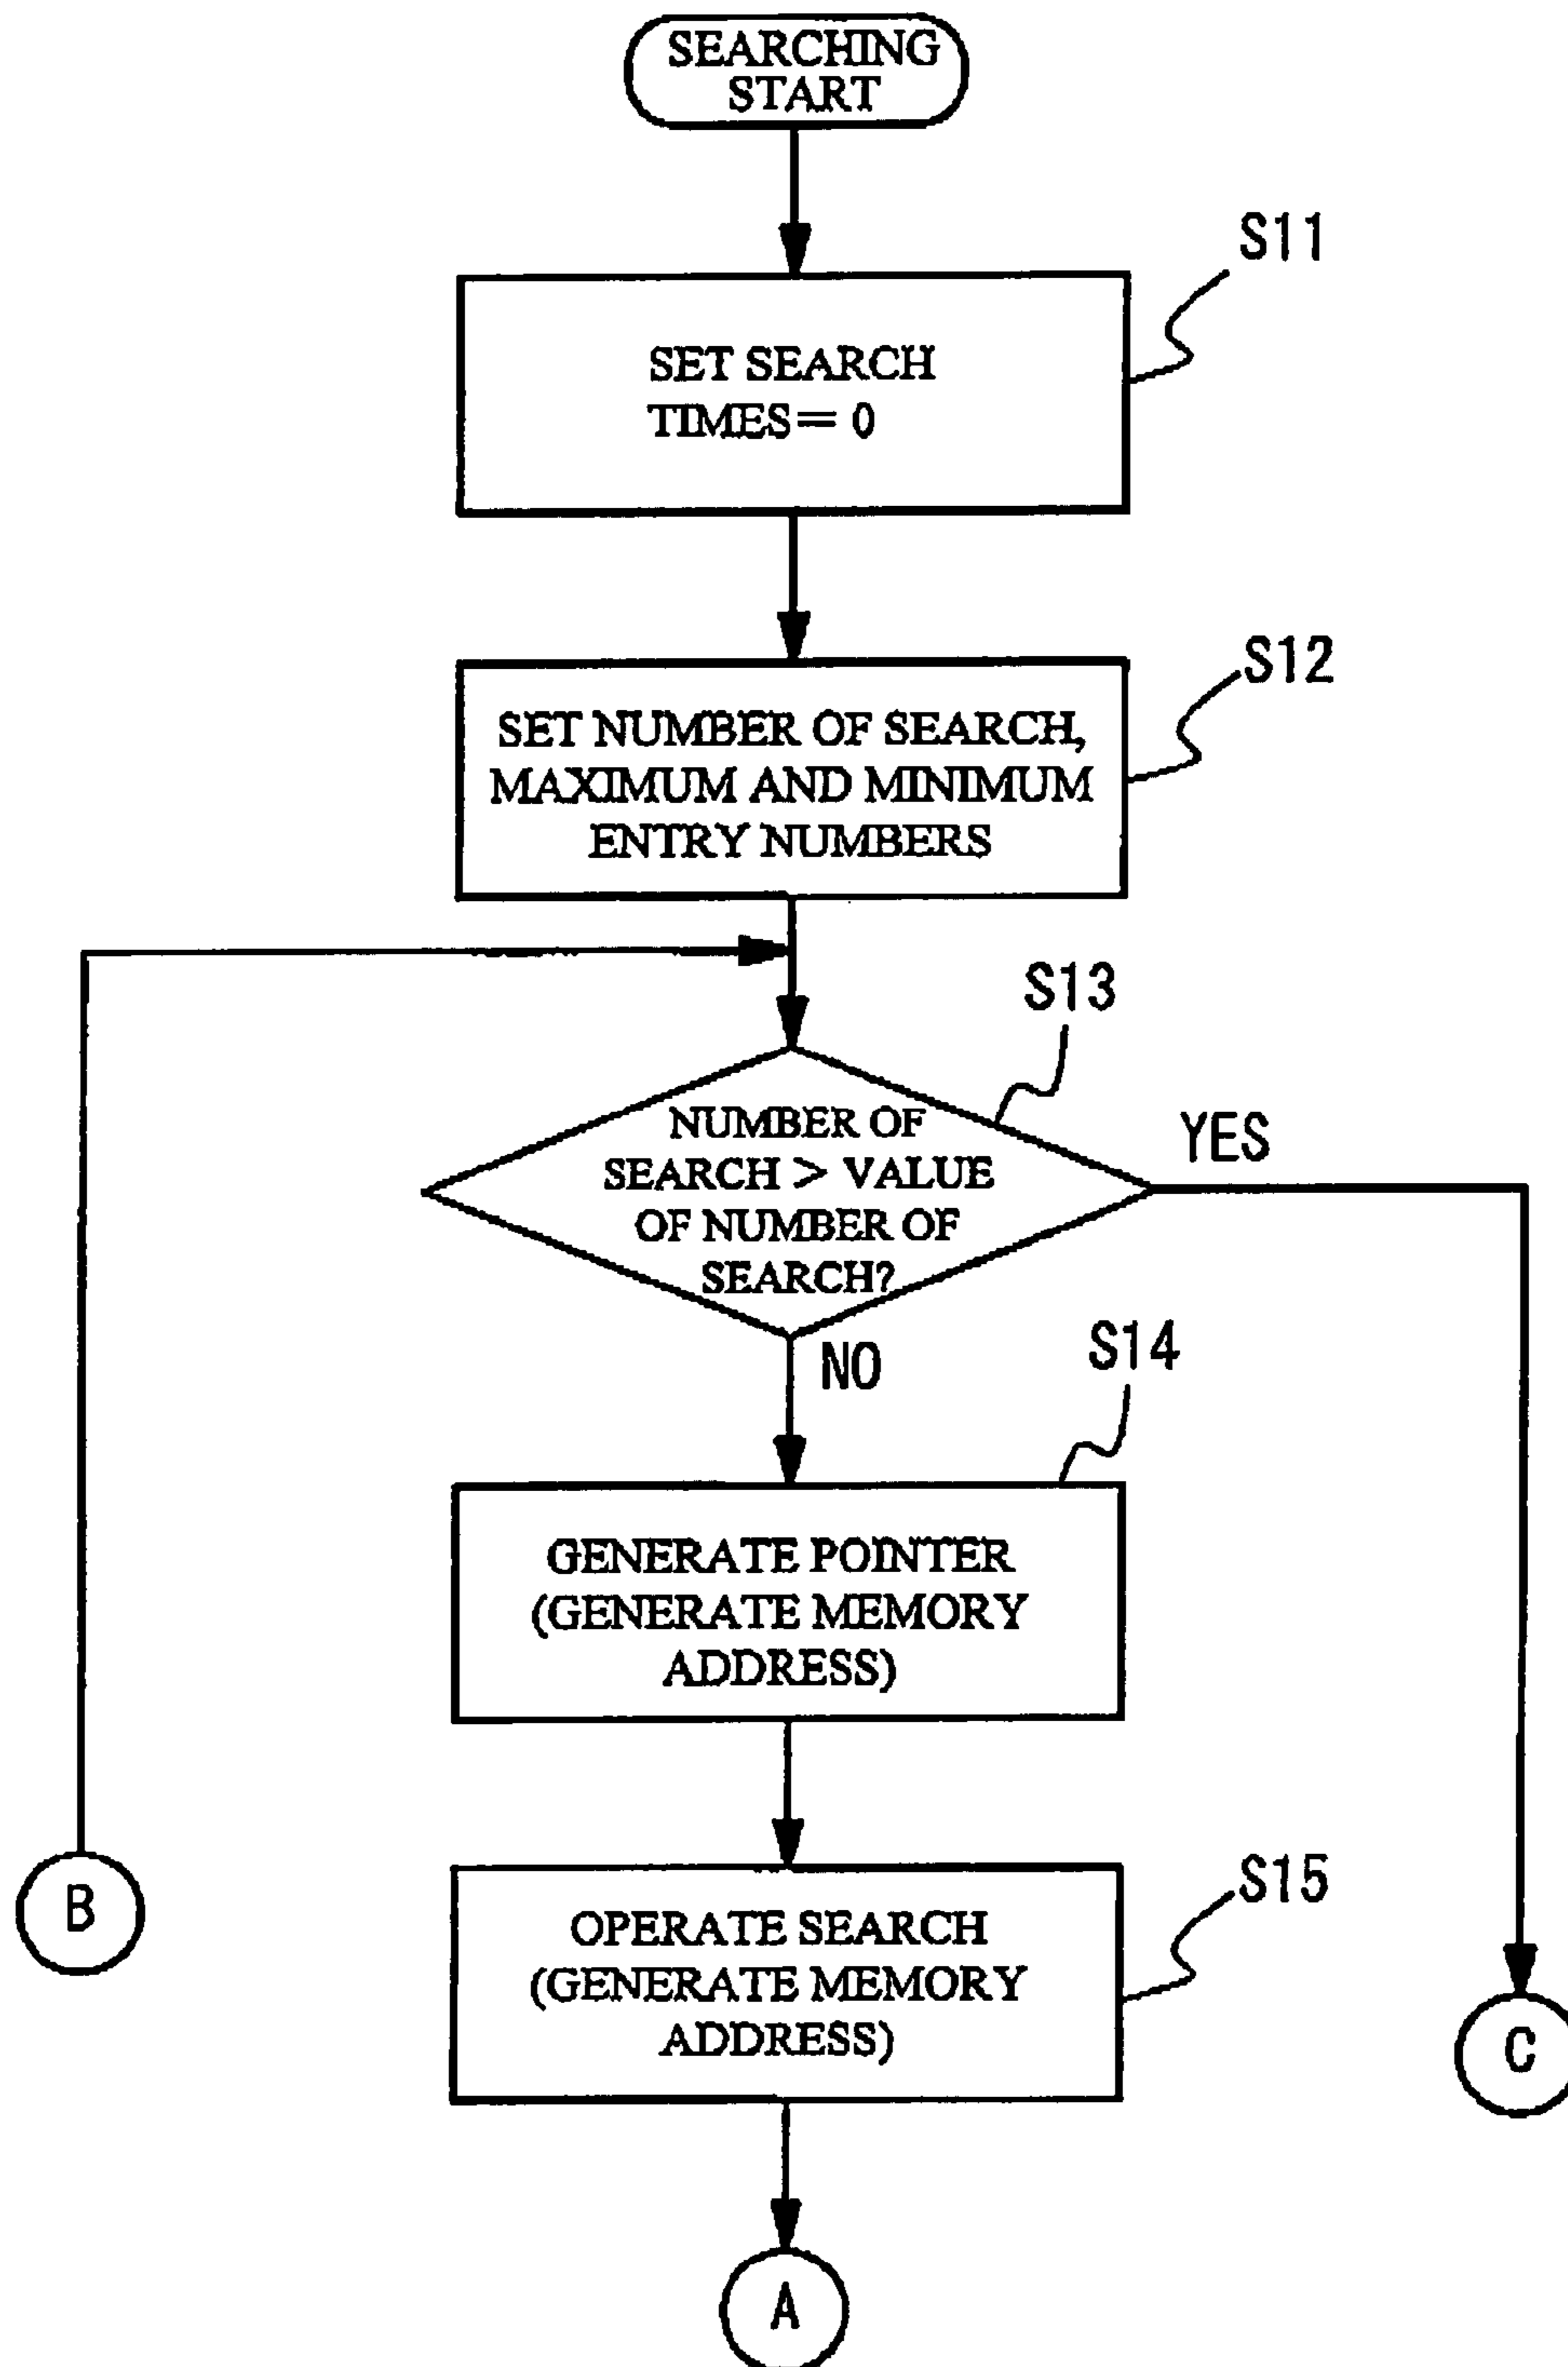 SEARCHING
START
S11
SET SEARCH
TIMES = 0
S12
SET NUMBER OF SEARCH,
MAXIMUM AND MINIMUM
ENTRY NUMBERS
S13
NUMBER OF
SEARCH > VALUE
OF NUMBER OF
SEARCH?
YES
NO
S14
GENERATE POINTER
(GENERATE MEMORY
ADDRESS)
S15
OPERATE SEARCH
(GENERATE MEMORY
ADDRESS)
B
C
A